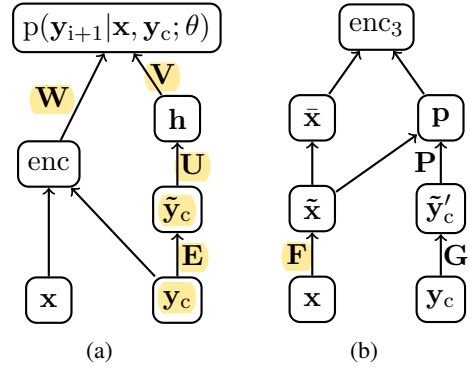 p(y_{i+1}|x, y_c; θ)
enc_3
W
V
h
x̄
p
U
P
enc
ỹ_c
x̃
ỹ′_c
E
F
G
x
y_c
x
y_c
(a)
(b)